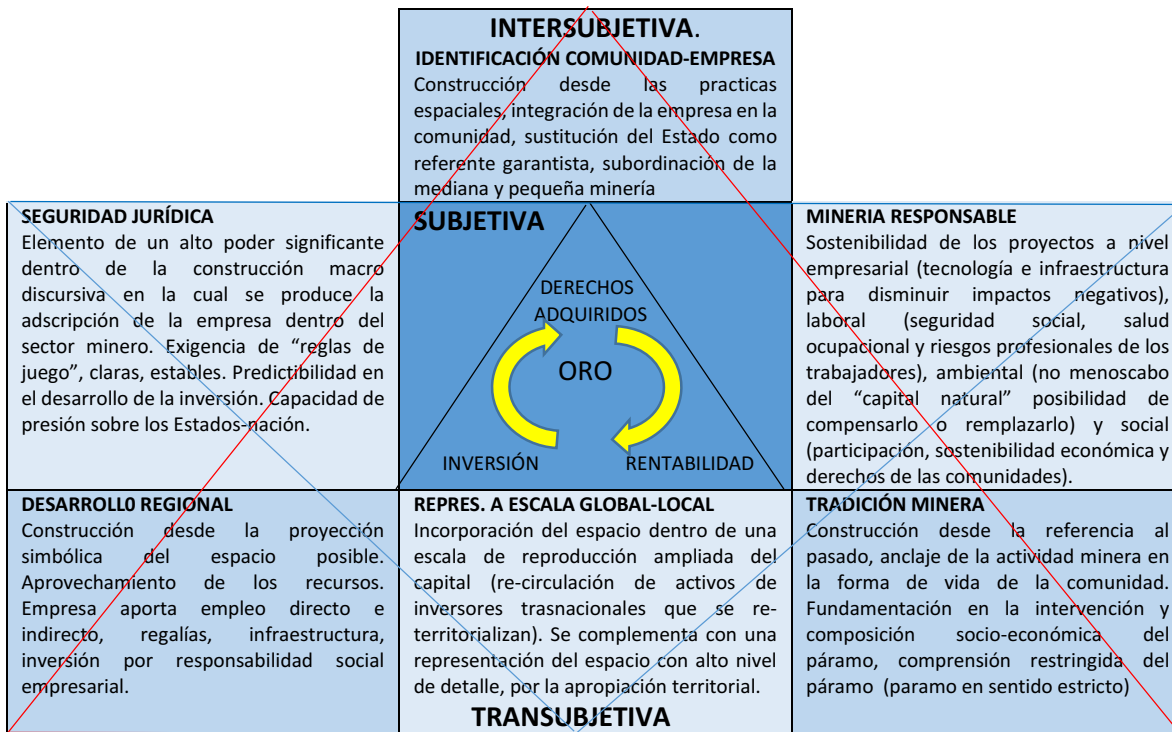 INTERSUBJETIVA.
IDENTIFICACIÓN COMUNIDAD-EMPRESA
Construcción desde las practicas
espaciales, integración de la empresa en la
comunidad, sustitución del Estado como
referente garantista, subordinación de la
mediana y pequeña minería
SEGURIDAD JURÍDICA
Elemento de un alto poder significante
dentro de la construcción macro
discursiva en la cual se produce la
adscripción de la empresa dentro del
sector minero. Exigencia de “reglas de
juego”, claras, estables. Predictibilidad en
el desarrollo de la inversión. Capacidad de
presión sobre los Estados-nación.
SUBJETIVA
DERECHOS
ADQUIRIDOS
ORO
INVERSIÓN
RENTABILIDAD
MINERIA RESPONSABLE
Sostenibilidad de los proyectos a nivel
empresarial (tecnología e infraestructura
para disminuir impactos negativos),
laboral (seguridad social, salud
ocupacional y riesgos profesionales de los
trabajadores), ambiental (no menoscabo
del “capital natural” posibilidad de
compensarlo o remplazarlo) y social
(participación, sostenibilidad económica y
derechos de las comunidades).
DESARROLL0 REGIONAL
Construcción desde la proyección
simbólica del espacio posible.
Aprovechamiento de los recursos.
Empresa aporta empleo directo e
indirecto, regalías, infraestructura,
inversión por responsabilidad social
empresarial.
REPRES. A ESCALA GLOBAL-LOCAL
Incorporación del espacio dentro de una
escala de reproducción ampliada del
capital (re-circulación de activos de
inversores trasnacionales que se re-
territorializan). Se complementa con una
representación del espacio con alto nivel
de detalle, por la apropiación territorial.
TRANSUBJETIVA
TRADICIÓN MINERA
Construcción desde la referencia al
pasado, anclaje de la actividad minera en
la forma de vida de la comunidad.
Fundamentación en la intervención y
composición socio-económica del
páramo, comprensión restringida del
páramo (paramo en sentido estricto)